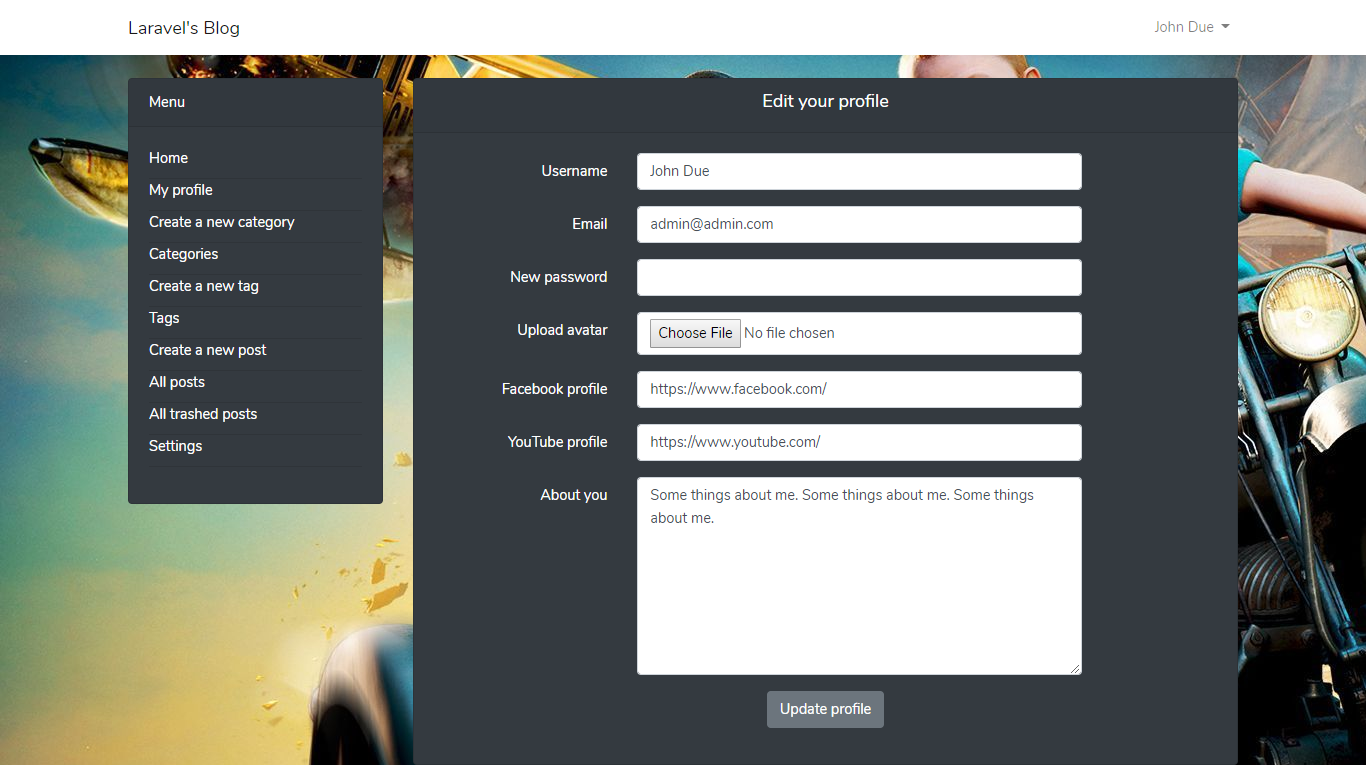 Laravel's Blog
John Due
Menu
Home
My profile
Create a new category
Categories
Create a new tag
Tags
Create a new post
All posts
All trashed posts
Settings
Edit your profile
Username
John Due
Email
admin@admin.com
New password
Upload avatar
Choose File No file chosen
Facebook profile
https://www.facebook.com/
YouTube profile
https://www.youtube.com/
About you
Some things about me. Some things about me. Some things
about me.
Update profile